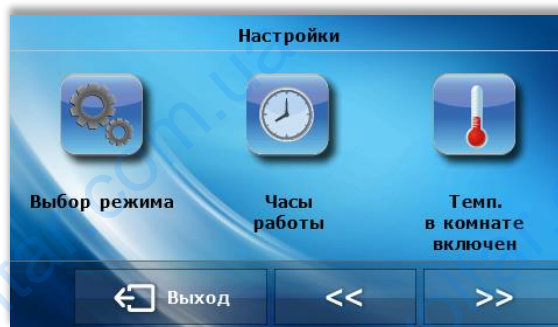 Настройки
Выбор режима
Часы
работы
Темп.
в комнате
включен
Выход
<<
>>